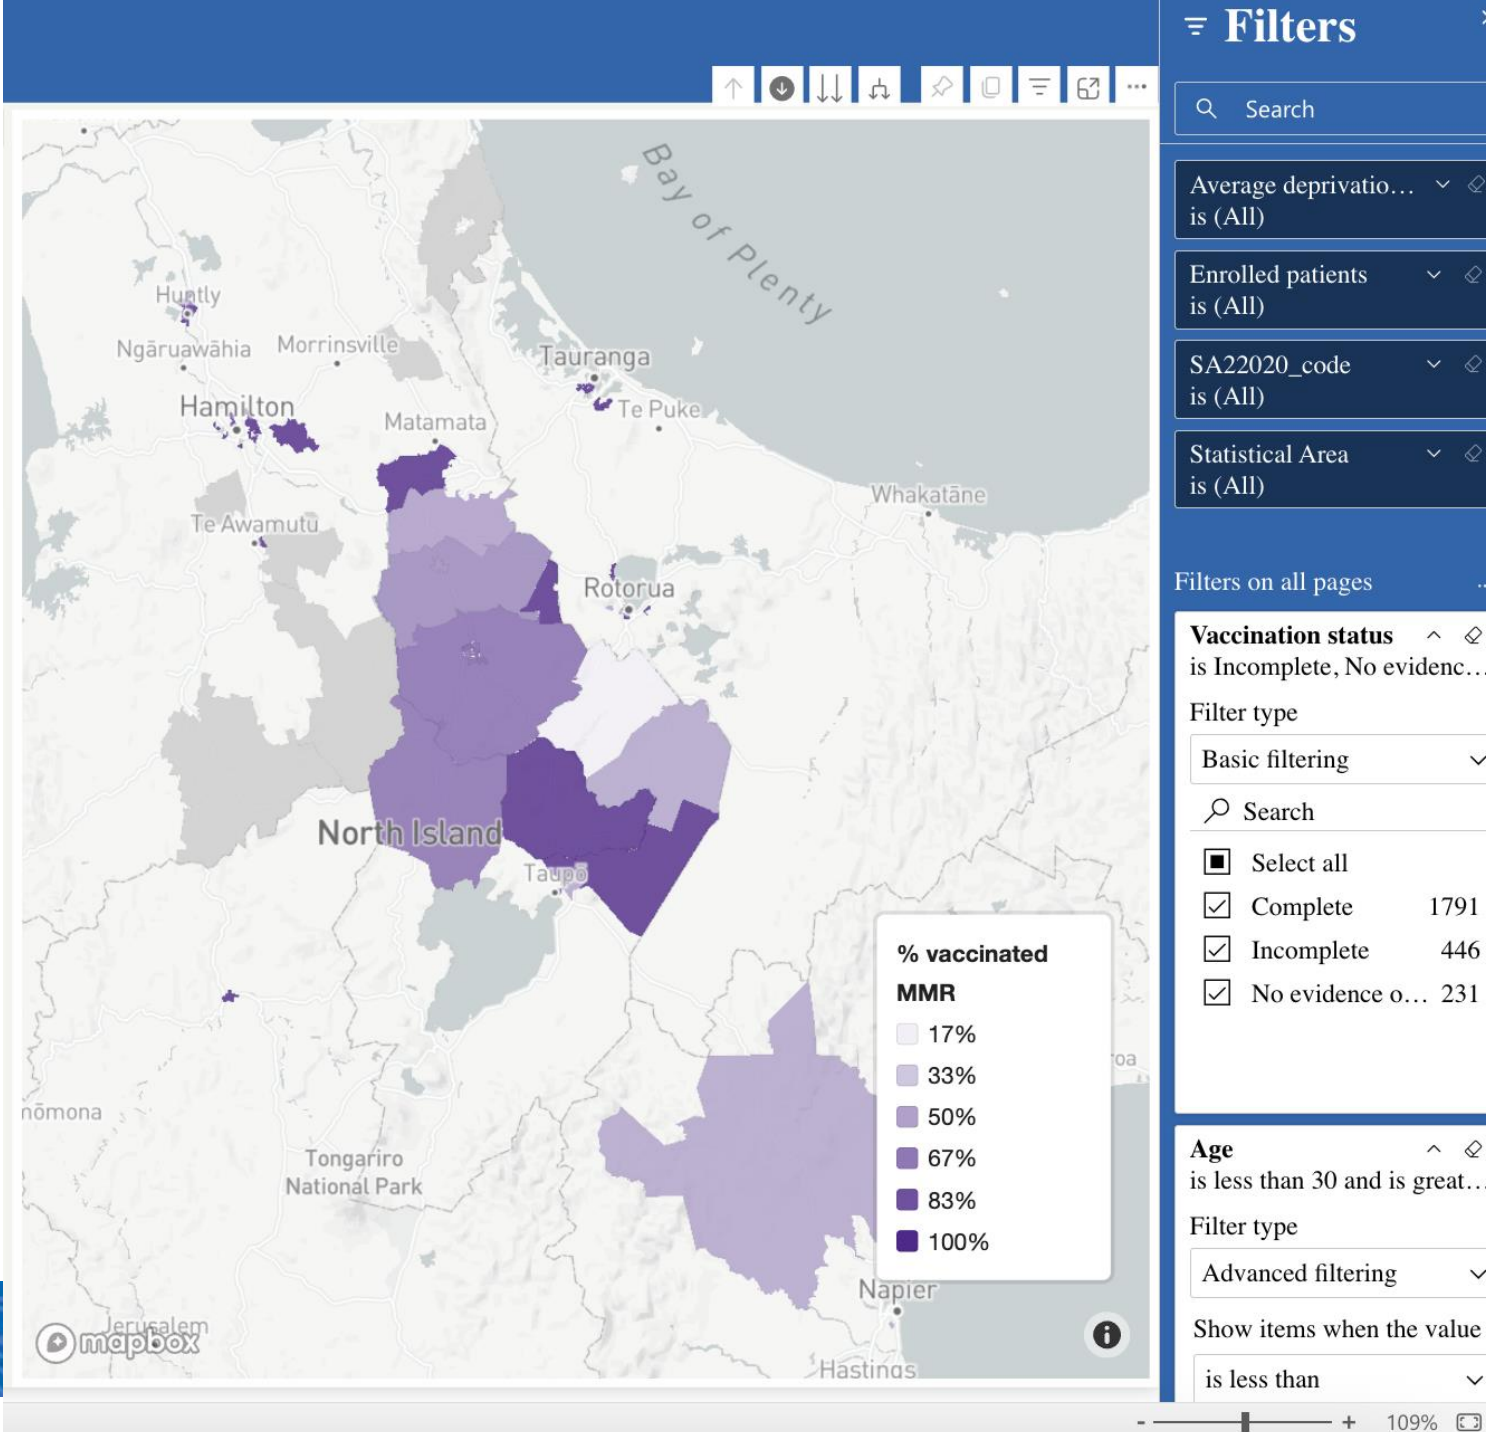 Filters
Search
Average deprivatio...
is (All)
Enrolled patients
is (All)
SA22020_code
is (All)
Statistical Area
is (All)
Filters on all pages
Vaccination status
is Incomplete, No evidenc...
Filter type
Basic filtering
Search
Select all
Complete 1791
Incomplete 446
No evidence o... 231
Age
is less than 30 and is great...
Filter type
Advanced filtering
Show items when the value
is less than
Bay of Plenty
Huntly
Ngāruawāhia
Morrinsville
Tauranga
Hamilton
Te Puke
Matamata
Whakatāne
Te Awamutu
Rotorua
North Island
Taupō
% vaccinated
MMR
17%
33%
50%
67%
83%
100%
Tongariro
National Park
Napier
Jerusalem
mapbox
Hastings
- + 109%